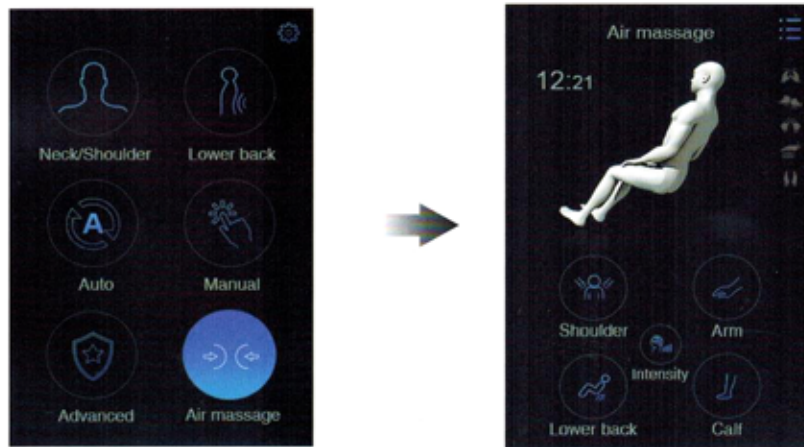 Neck/Shoulder
Lower back
A
Auto
Manual
Advanced
Air massage
Air massage
12:21
Shoulder
Arm
Intensity
Lower back
Calf